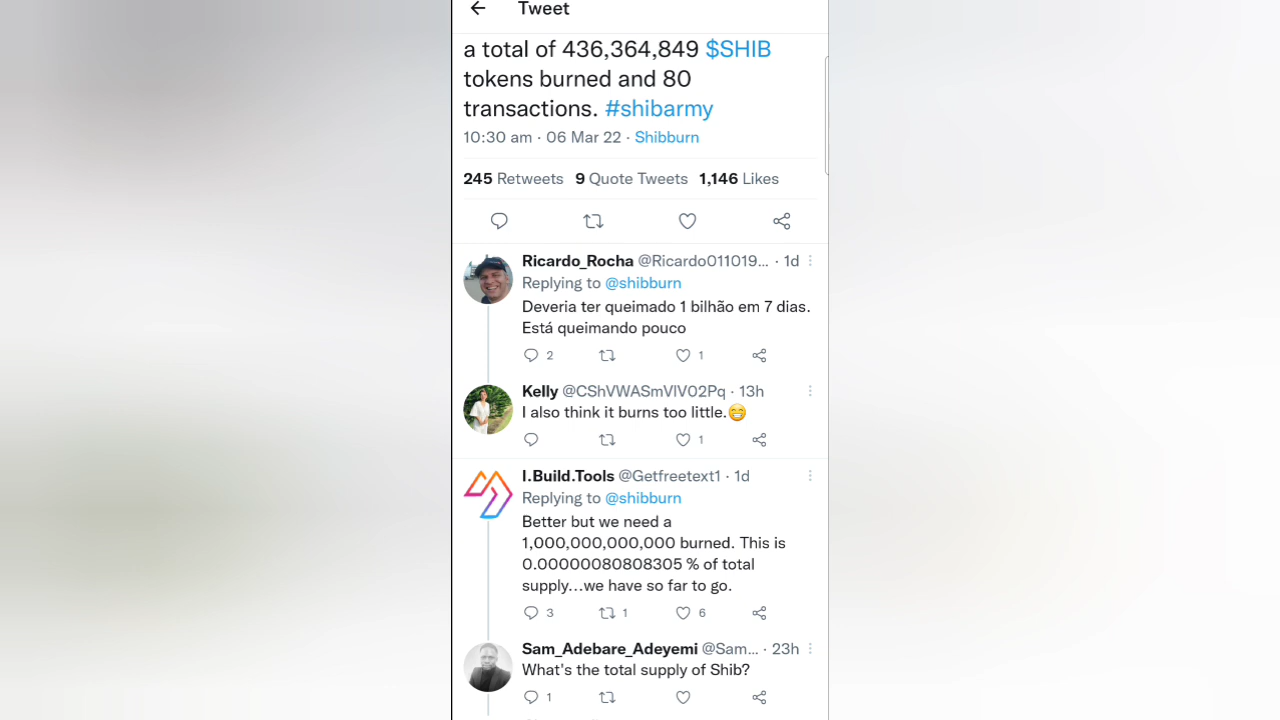 Tweet
a total of 436,364,849 $SHIB
tokens burned and 80
transactions. #shibarmy
10:30 am · 06 Mar 22 · Shibburn
245 Retweets 9 Quote Tweets 1,146 Likes
Ricardo_Rocha @Ricardo011019... · 1d
Replying to @shibburn
Deveria ter queimado 1 bilhão em 7 dias.
Está queimando pouco
2 1
Kelly @CShVWASmVlV02Pq · 13h
I also think it burns too little.😁
1
I.Build.Tools @Getfreetext1 · 1d
Replying to @shibburn
Better but we need a
1,000,000,000,000 burned. This is
0.00000080808305 % of total
supply...we have so far to go.
3 1 6
Sam_Adebare_Adeyemi @Sam... · 23h
What's the total supply of Shib?
1